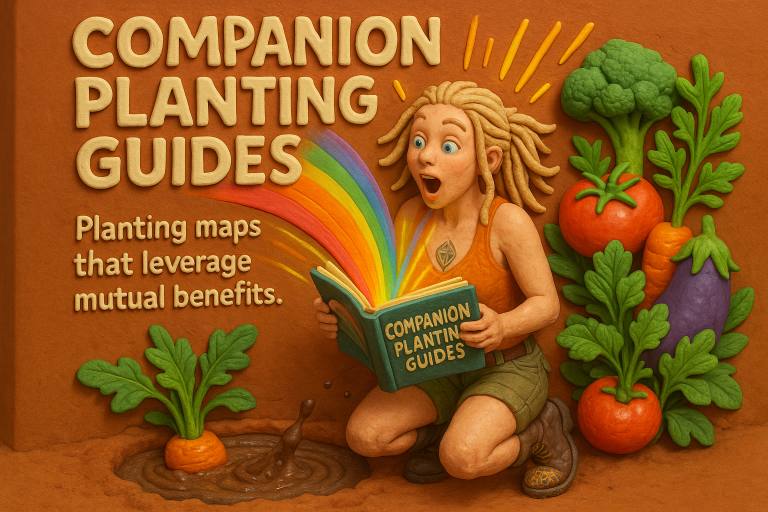 COMPANION
PLANTING
GUIDES
Planting maps
that leverage
mutual benefits.
COMPANION
PLANTIN
GUIDES